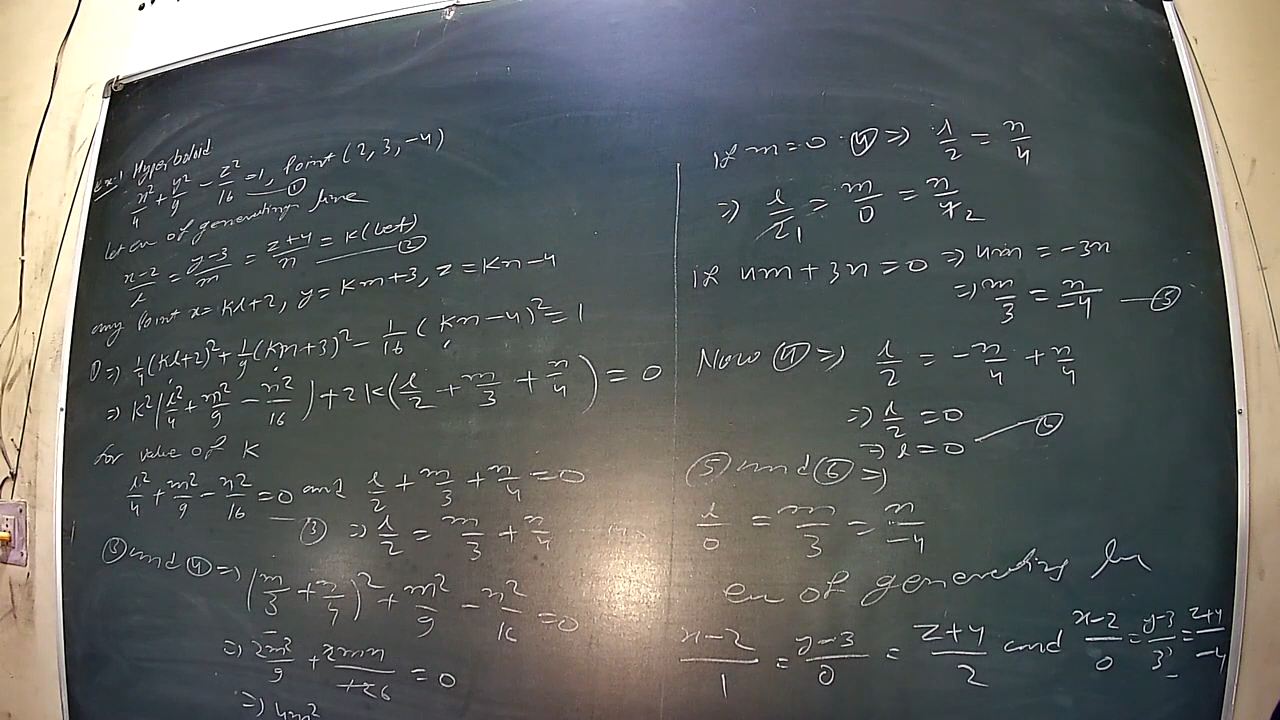 Ex:1 Hyperboloid
x²/4 + y²/9 - z²/16 = 1, Point (2, 3, -4) ①
let en of generating line
x-2/l = y-3/m = z+4/n = K (let) ②
any Point x = Kl+2, y = Km+3, z = Kn-4
① ⇒ 1/4 (Kl+2)² + 1/9 (Km+3)² - 1/16 (Kn-4)² = 1
⇒ K² (l²/4 + m²/9 - n²/16) + 2K (l/2 + m/3 + n/4) = 0
for value of K
l²/4 + m²/9 - n²/16 = 0 ③ and l/2 + m/3 + n/4 = 0
⇒ l/2 = m/3 + n/4
③ and ④ ⇒ (m/3 + n/4)² + m²/9 - n²/16 = 0
⇒ 2m²/9 + 2mn/ = 0
⇒ 4m²
if m = 0 ④ ⇒ l/2 = n/4
⇒ l/1 = m/0 = n/2
if 4m + 3n = 0 ⇒ 4m = -3n
⇒ m/3 = n/-4 ⑤
Now ④ ⇒ l/2 = -n/4 + n/4
⇒ l/2 = 0
⇒ l = 0 ⑥
⑤ and ⑥ ⇒
l/0 = m/3 = n/-4
en of generating line
x-2/1 = y-3/0 = z+4/2 and x-2/0 = y-3/3 = z+4/-4